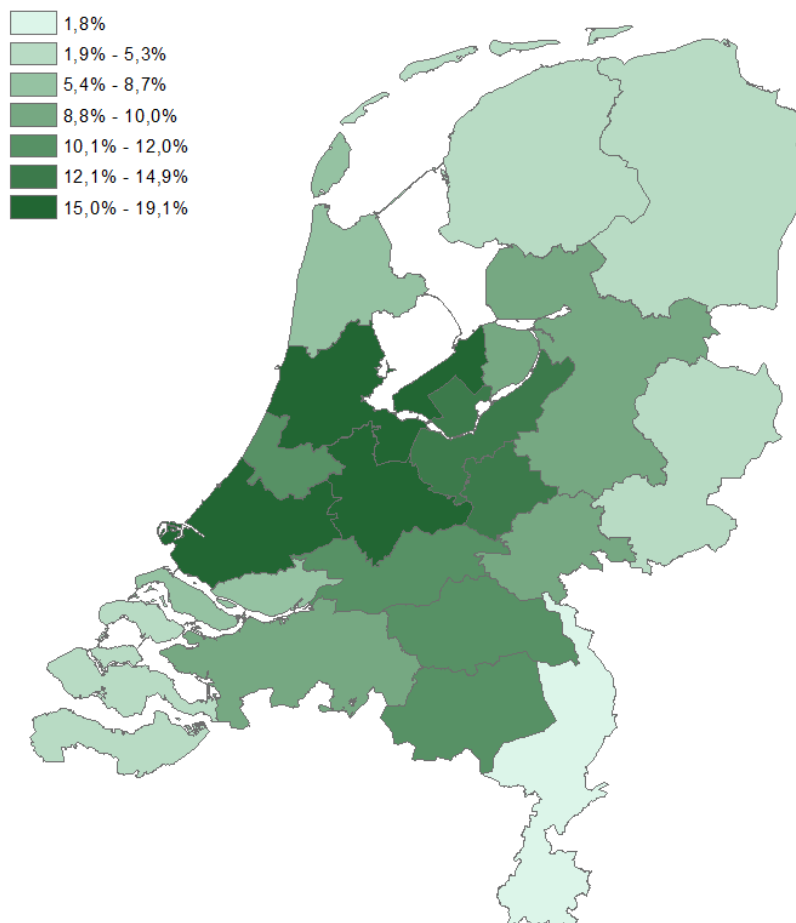 1,8%
1,9% - 5,3%
5,4% - 8,7%
8,8% - 10,0%
10,1% - 12,0%
12,1% - 14,9%
15,0% - 19,1%